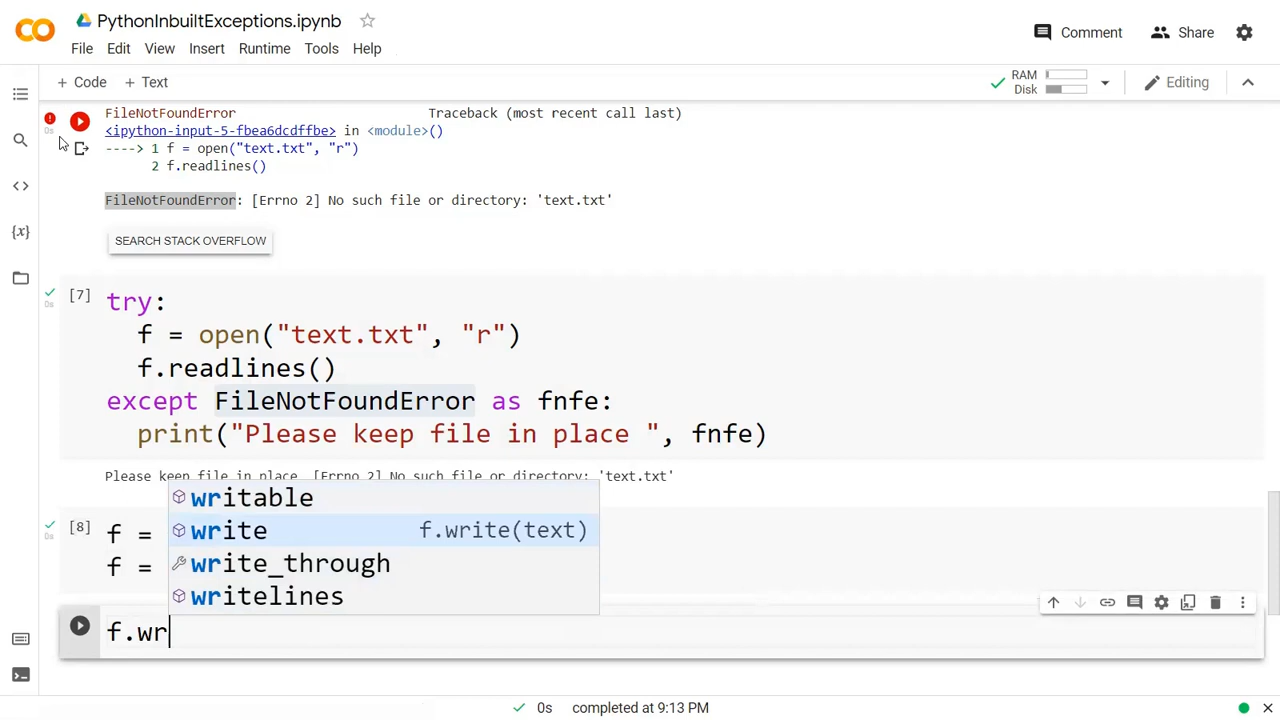 PythonInbuiltExceptions.ipynb
File Edit View Insert Runtime Tools Help
Comment Share
+ Code + Text
RAM
Disk
Editing
FileNotFoundError Traceback (most recent call last)
<ipython-input-5-fbea6dcdffbe> in <module>()
----> 1 f = open("text.txt", "r")
2 f.readlines()
FileNotFoundError: [Errno 2] No such file or directory: 'text.txt'
SEARCH STACK OVERFLOW
0s
[7] try:
0s
f = open("text.txt", "r")
f.readlines()
except FileNotFoundError as fnfe:
print("Please keep file in place ", fnfe)
Please keep file in place [Errno 2] No such file or directory: 'text.txt'
writable
[8] f =
0s
write f.write(text)
f =
write_through
writelines
f.wr
0s completed at 9:13 PM